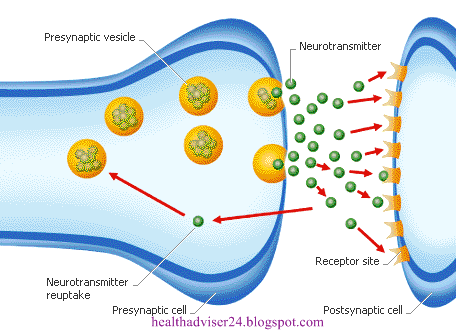 Presynaptic vesicle
Neurotransmitter
Receptor site
Neurotransmitter
reuptake
Presynaptic cell
Postsynaptic cell
healthadviser24.blogspot.com